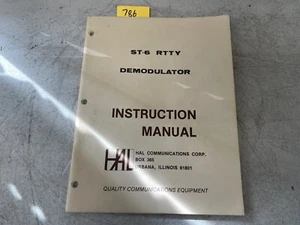 786
ST-6 RTTY
DEMODULATOR
INSTRUCTION
MANUAL
HAL HAL COMMUNICATIONS CORP.
BOX 365
URBANA, ILLINOIS 61801
QUALITY COMMUNICATIONS EQUIPMENT